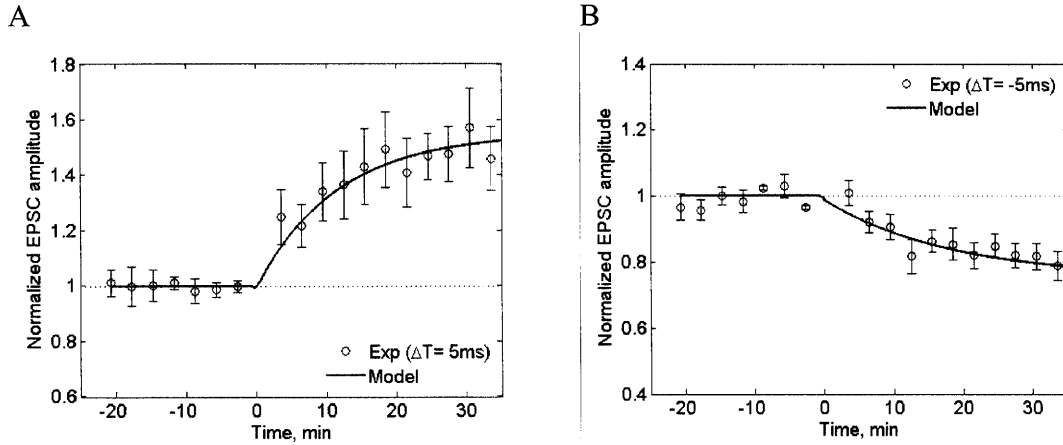 A
Normalized EPSC amplitude
1.8
1.6
1.4
1.2
1
0.8
0.6
Exp (ΔT= 5ms)
Model
-20 -10 0 10 20 30
Time, min
B
Normalized EPSC amplitude
1.4
1.2
1
0.8
0.6
0.4
Exp (ΔT= -5ms)
Model
-20 -10 0 10 20 30
Time, min